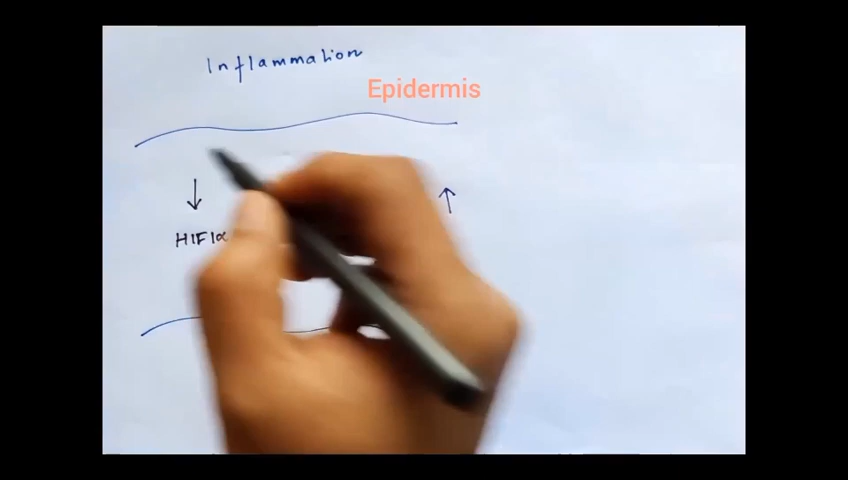 Inflammation
Epidermis
↓ ↑
HIF1α